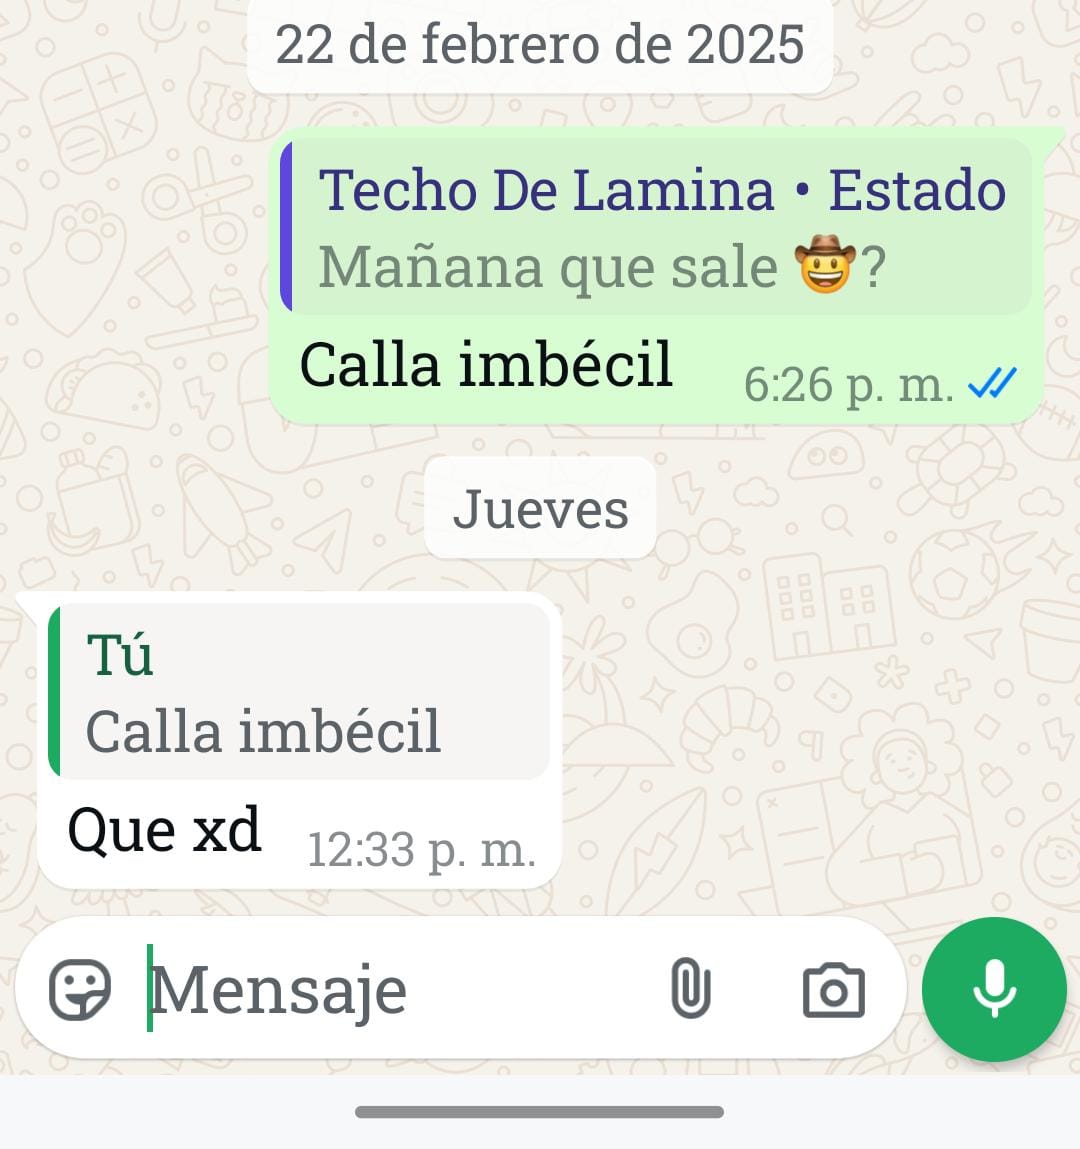 22 de febrero de 2025
Techo De Lamina • Estado
Mañana que sale 🤠?
Calla imbécil
6:26 p. m.
Jueves
Tú
Calla imbécil
Que xd
12:33 p. m.
Mensaje